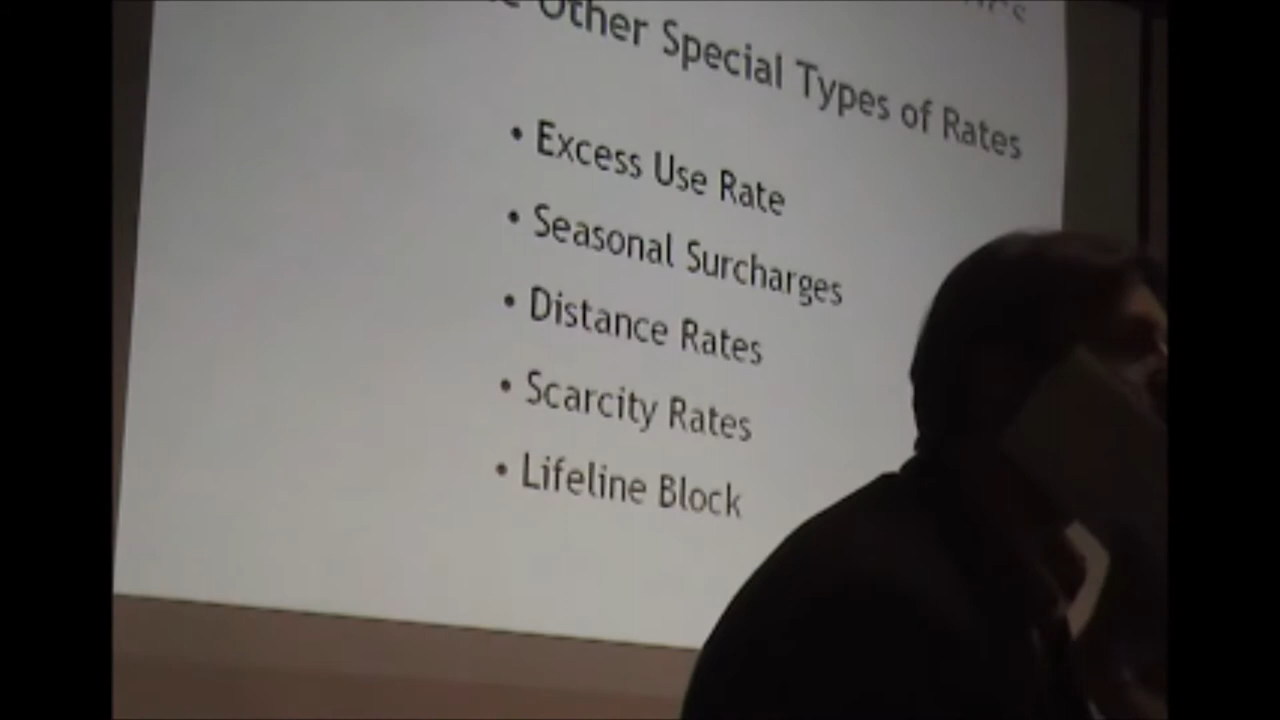 Other Special Types of Rates
• Excess Use Rate
• Seasonal Surcharges
• Distance Rates
• Scarcity Rates
• Lifeline Block